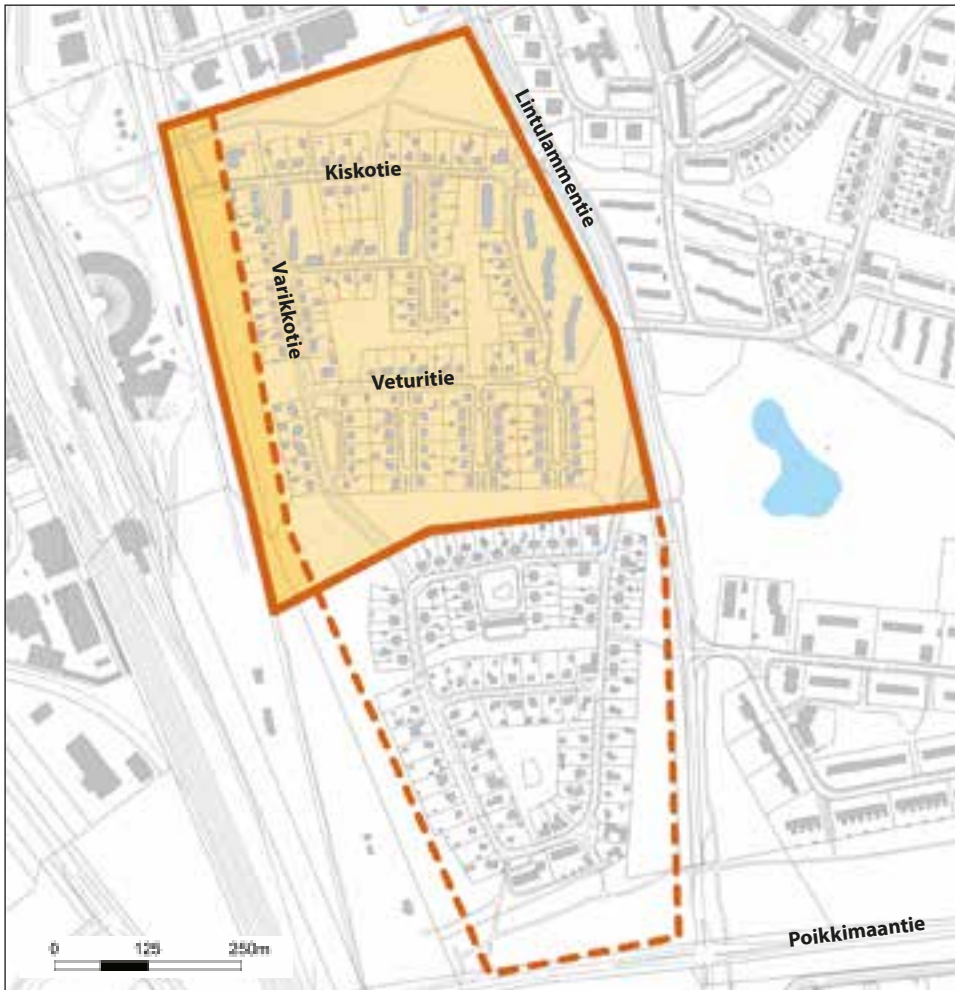 Lintulammentie
Kiskotie
Varikkotie
Veturitie
Poikkimaantie
0 125 250m